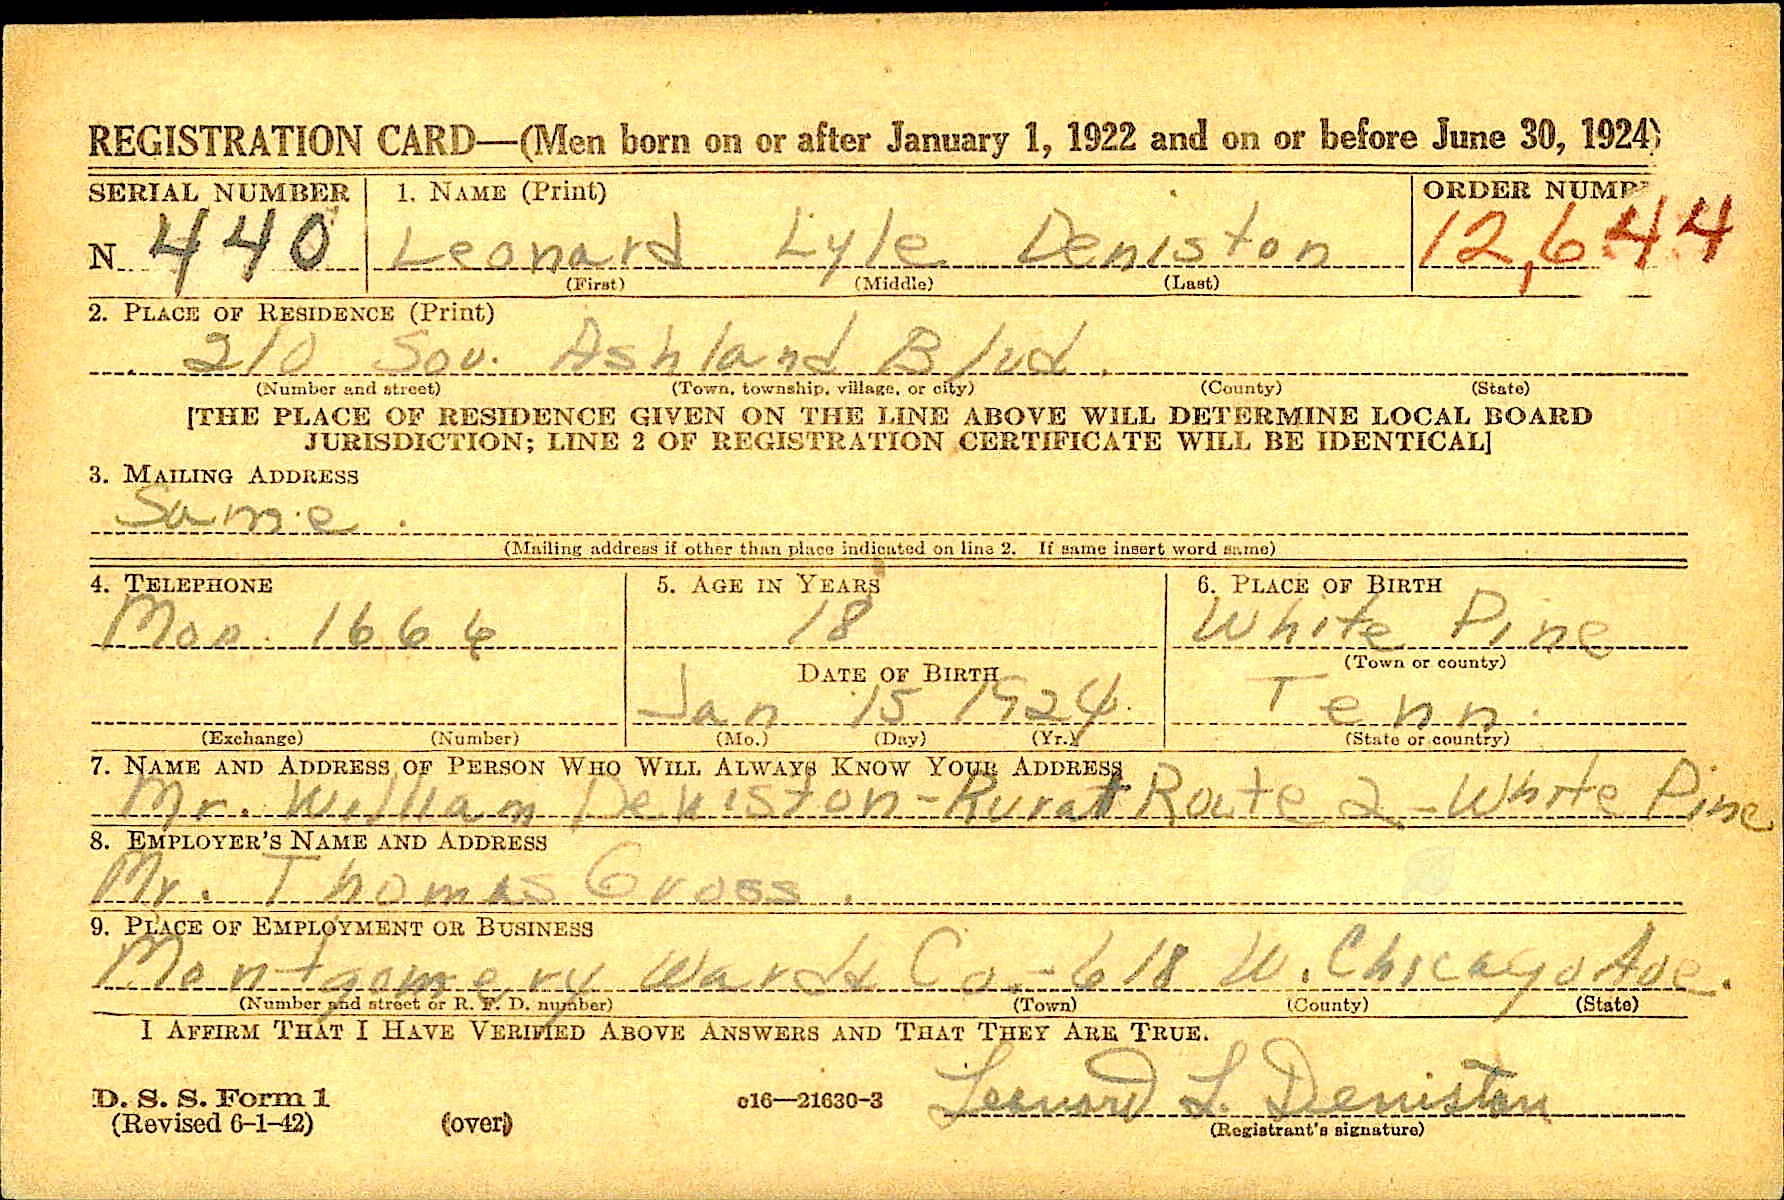 REGISTRATION CARD—(Men born on or after January 1, 1922 and on or before June 30, 1924)
SERIAL NUMBER 1. NAME (Print) ORDER NUMB
N 440 Leonard Lyle Deniston 12,644
(First) (Middle) (Last)
2. PLACE OF RESIDENCE (Print)
210 Sou. Ashland Blvd.
(Number and street) (Town, township, village, or city) (County) (State)
[THE PLACE OF RESIDENCE GIVEN ON THE LINE ABOVE WILL DETERMINE LOCAL BOARD
JURISDICTION; LINE 2 OF REGISTRATION CERTIFICATE WILL BE IDENTICAL]
3. MAILING ADDRESS
Same.
(Mailing address if other than place indicated on line 2. If same insert word same)
4. TELEPHONE 5. AGE IN YEARS 6. PLACE OF BIRTH
Mon. 1666 18 White Pine
(Town or county)
DATE OF BIRTH
Jan 15 1924 Tenn.
(Exchange) (Number) (Mo.) (Day) (Yr.) (State or country)
7. NAME AND ADDRESS OF PERSON WHO WILL ALWAYS KNOW YOUR ADDRESS
Mr. William Deniston - Rural Route 2 - White Pine
8. EMPLOYER'S NAME AND ADDRESS
Mr. Thomas Gross.
9. PLACE OF EMPLOYMENT OR BUSINESS
Montgomery Ward & Co. - 618 W. Chicago Ave.
(Number and street or R. F. D. number) (Town) (County) (State)
I AFFIRM THAT I HAVE VERIFIED ABOVE ANSWERS AND THAT THEY ARE TRUE.
D. S. S. Form 1
(Revised 6-1-42) (over) c16—21630-3 Leonard L. Deniston
(Registrant's signature)